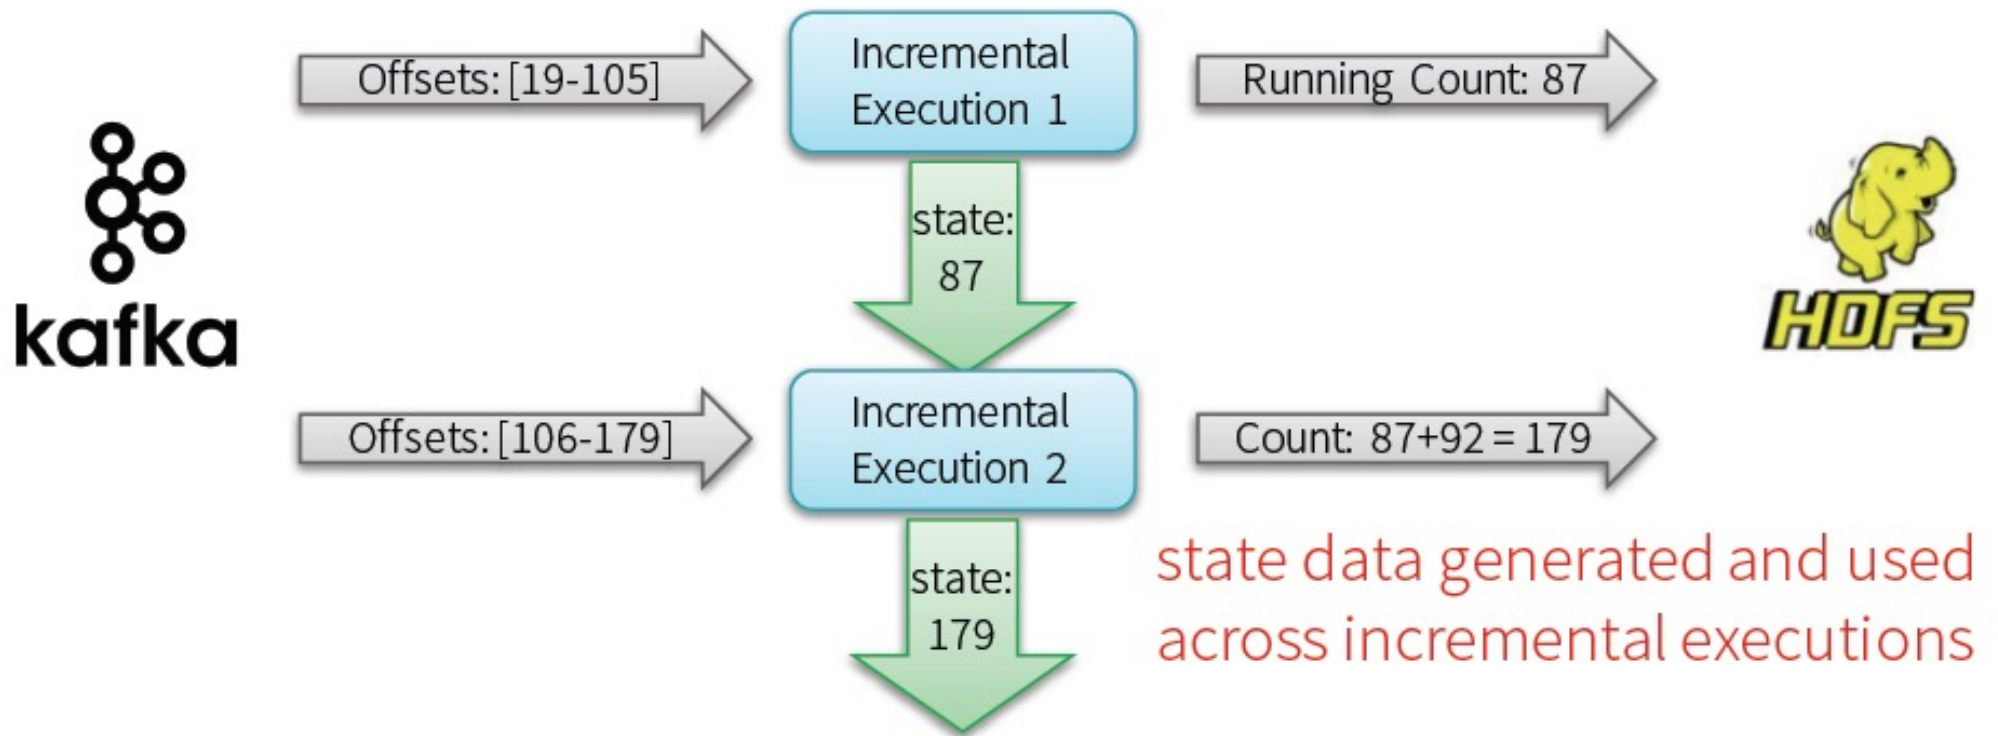 Offsets: [19-105]
Incremental
Execution 1
Running Count: 87
state:
87
kafka
HDFS
Offsets: [106-179]
Incremental
Execution 2
Count: 87+92 = 179
state:
179
state data generated and used
across incremental executions